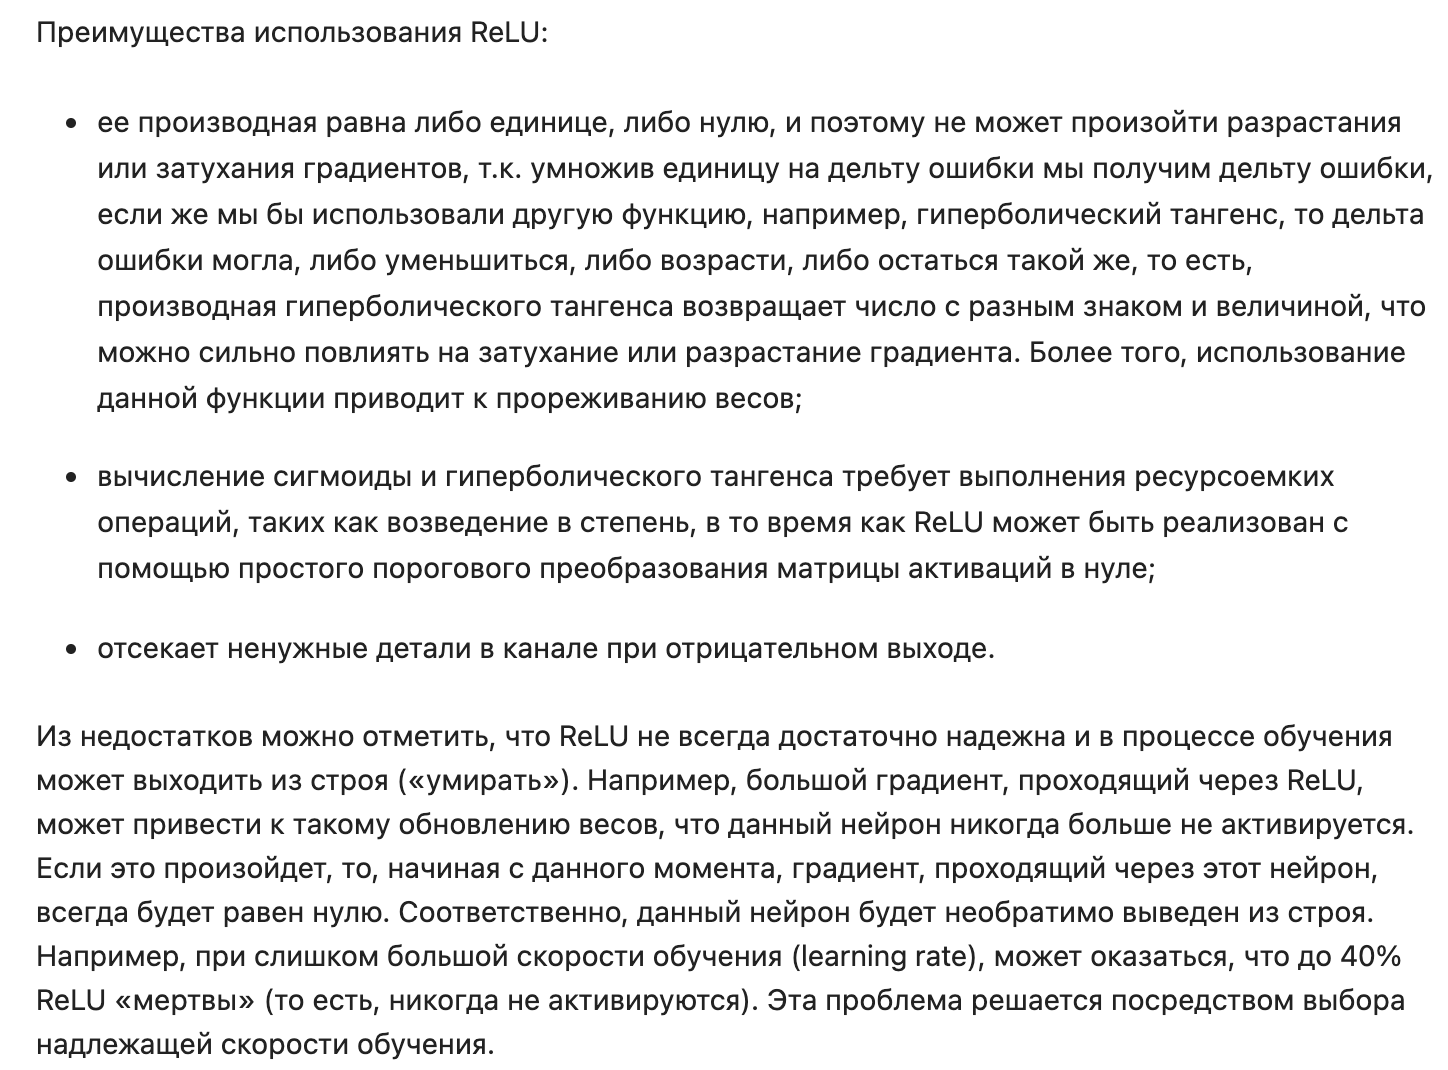 Преимущества использования ReLU:
• ее производная равна либо единице, либо нулю, и поэтому не может произойти разрастания
или затухания градиентов, т.к. умножив единицу на дельту ошибки мы получим дельту ошибки,
если же мы бы использовали другую функцию, например, гиперболический тангенс, то дельта
ошибки могла, либо уменьшиться, либо возрасти, либо остаться такой же, то есть,
производная гиперболического тангенса возвращает число с разным знаком и величиной, что
можно сильно повлиять на затухание или разрастание градиента. Более того, использование
данной функции приводит к прореживанию весов;
• вычисление сигмоиды и гиперболического тангенса требует выполнения ресурсоемких
операций, таких как возведение в степень, в то время как ReLU может быть реализован с
помощью простого порогового преобразования матрицы активаций в нуле;
• отсекает ненужные детали в канале при отрицательном выходе.
Из недостатков можно отметить, что ReLU не всегда достаточно надежна и в процессе обучения
может выходить из строя («умирать»). Например, большой градиент, проходящий через ReLU,
может привести к такому обновлению весов, что данный нейрон никогда больше не активируется.
Если это произойдет, то, начиная с данного момента, градиент, проходящий через этот нейрон,
всегда будет равен нулю. Соответственно, данный нейрон будет необратимо выведен из строя.
Например, при слишком большой скорости обучения (learning rate), может оказаться, что до 40%
ReLU «мертвы» (то есть, никогда не активируются). Эта проблема решается посредством выбора
надлежащей скорости обучения.